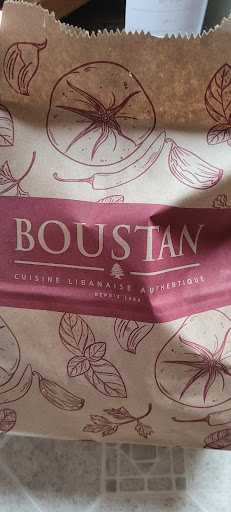 BOUSTAN
CUISINE LIBANAISE AUTHENTIQUE
DEPUIS 1986